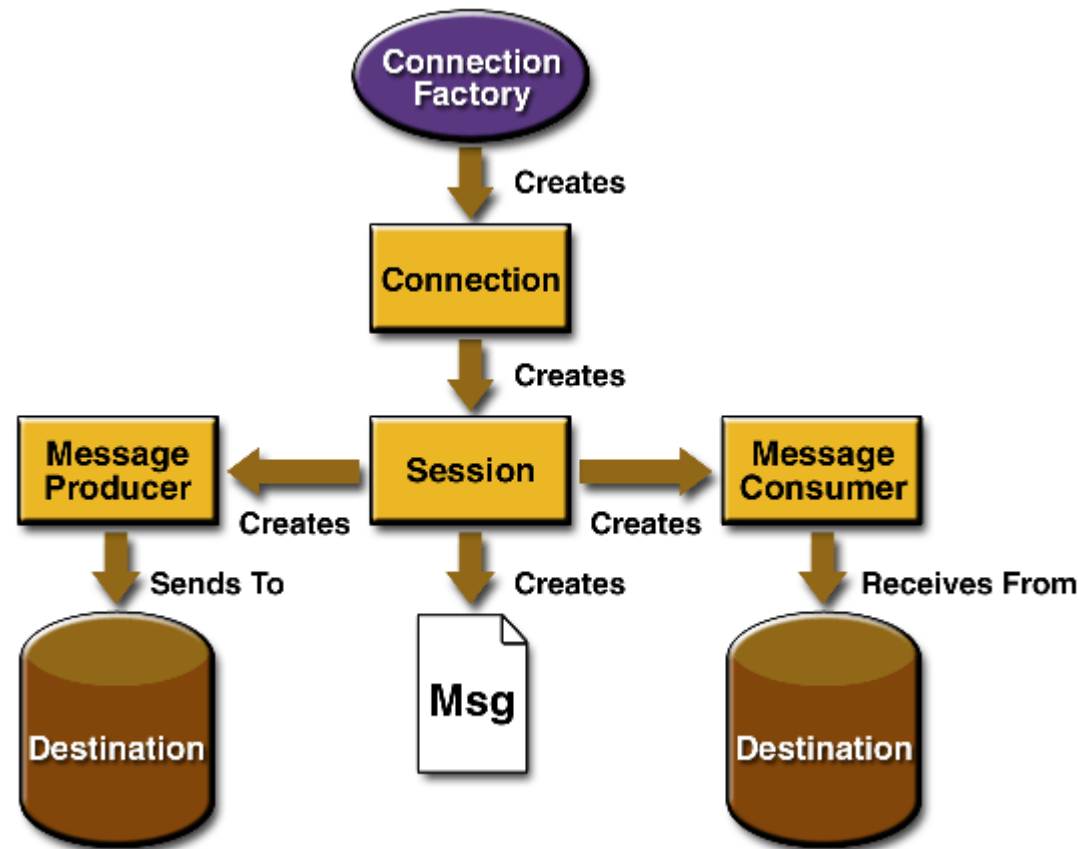 Connection
Factory
Creates
Connection
Creates
Message
Producer
Session
Message
Consumer
Creates
Creates
Sends To
Creates
Receives From
Destination
Msg
Destination